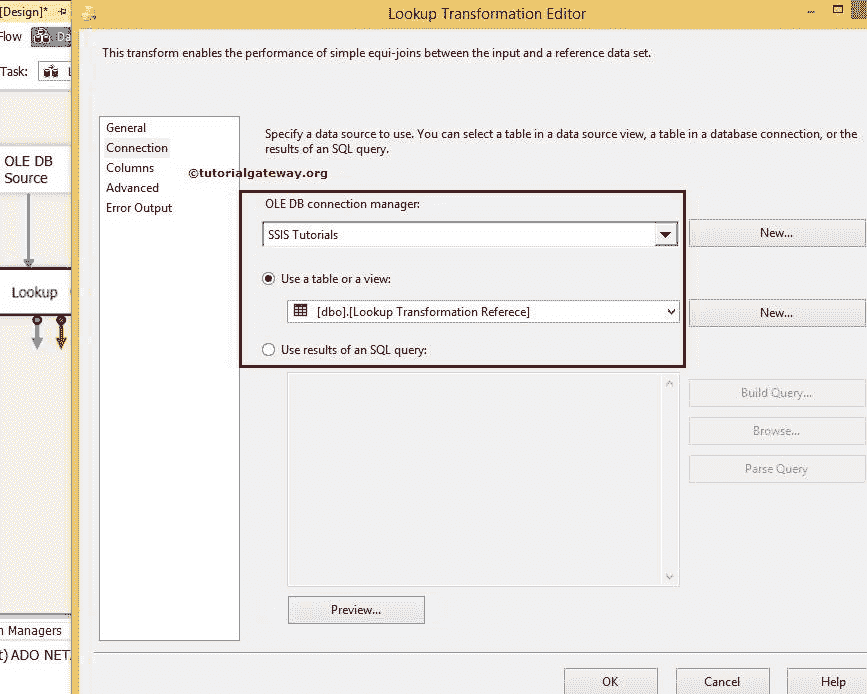 [Design]*
Lookup Transformation Editor
Flow
Da
This transform enables the performance of simple equi-joins between the input and a reference data set.
Task:
General
Connection
Columns
Advanced
Error Output
Specify a data source to use. You can select a table in a data source view, a table in a database connection, or the
results of an SQL query.
OLE DB
Source
©tutorialgateway.org
OLE DB connection manager:
SSIS Tutorials
New...
Use a table or a view:
Lookup
[dbo].[Lookup Transformation Referece]
New...
Use results of an SQL query:
Build Query...
Browse...
Parse Query
Preview...
n Managers
t) ADO NET
OK
Cancel
Help